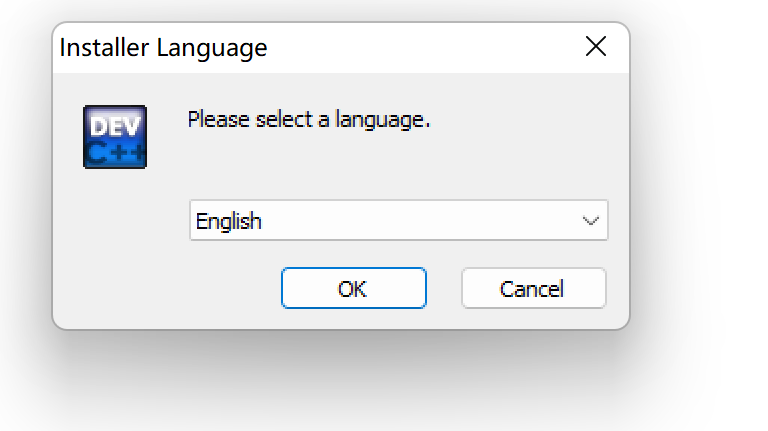 Installer Language
DEV
C++
Please select a language.
English
OK
Cancel